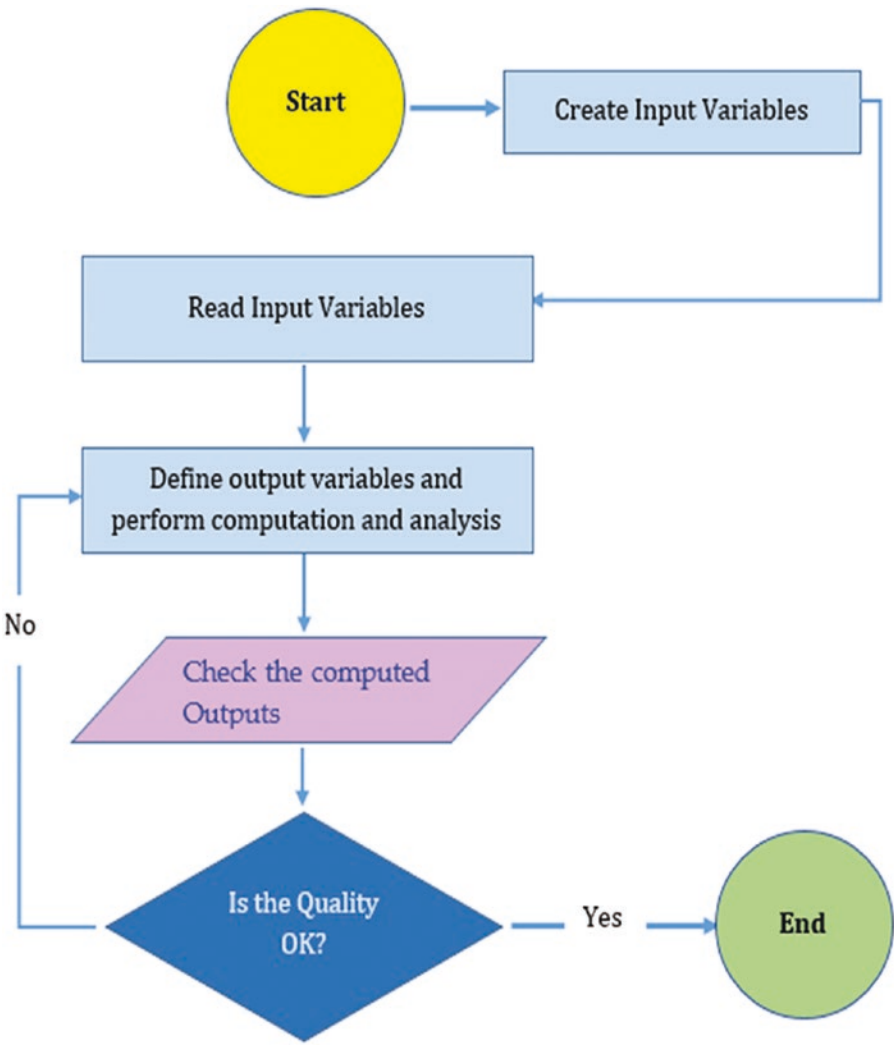 Start
Create Input Variables
Read Input Variables
Define output variables and
perform computation and analysis
No
Check the computed
Outputs
Is the Quality
OK?
Yes
End